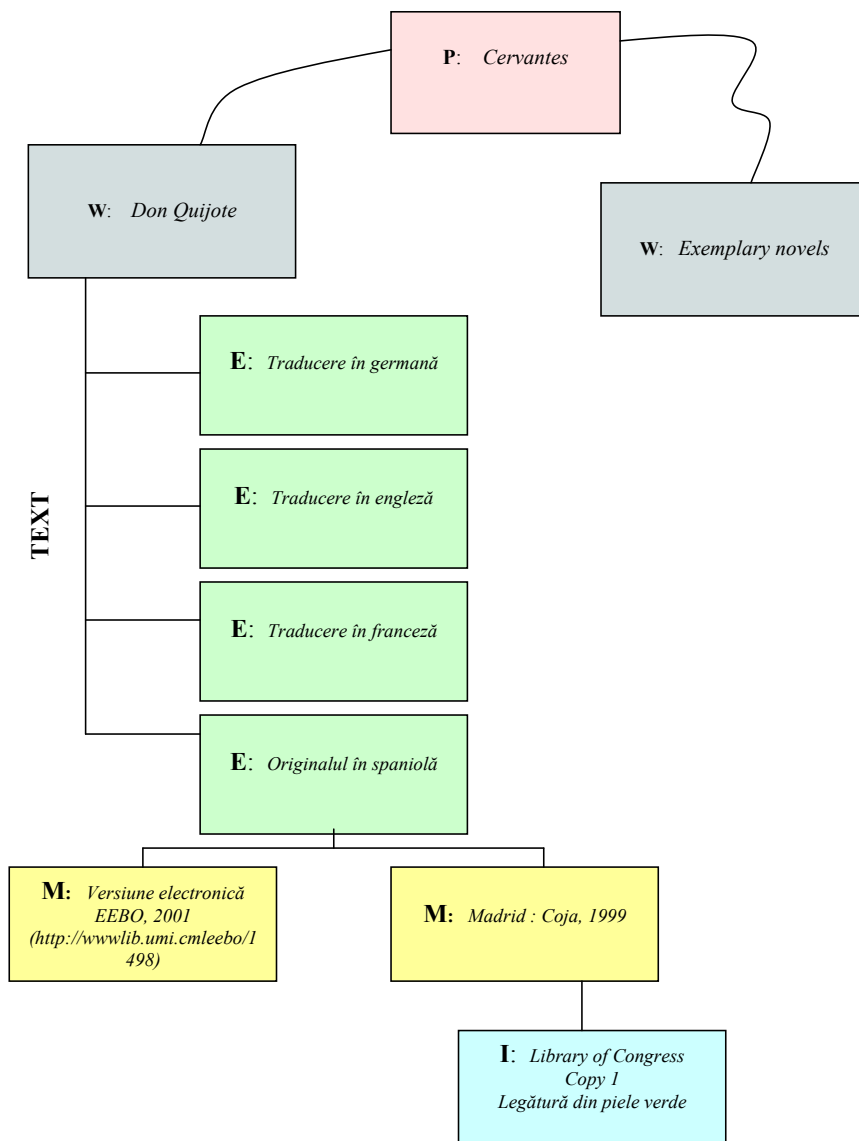 P: Cervantes
W: Don Quijote
W: Exemplary novels
TEXT
E: Traducere în germană
E: Traducere în engleză
E: Traducere în franceză
E: Originalul în spaniolă
M: Versiune electronică
EEBO, 2001
(http://wwwlib.umi.cmleebo/1
498)
M: Madrid : Coja, 1999
I: Library of Congress
Copy 1
Legătură din piele verde